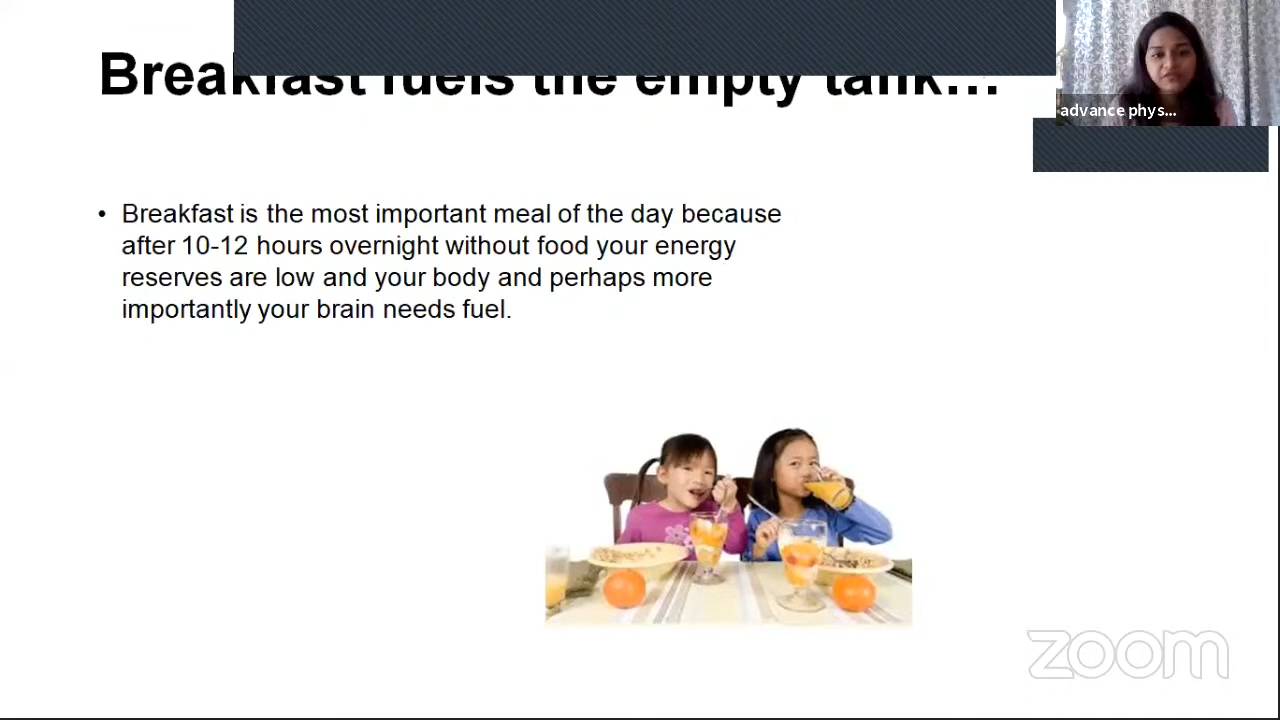 Breakfast fuels the empty tank...
advance phys...
• Breakfast is the most important meal of the day because
after 10-12 hours overnight without food your energy
reserves are low and your body and perhaps more
importantly your brain needs fuel.
zoom